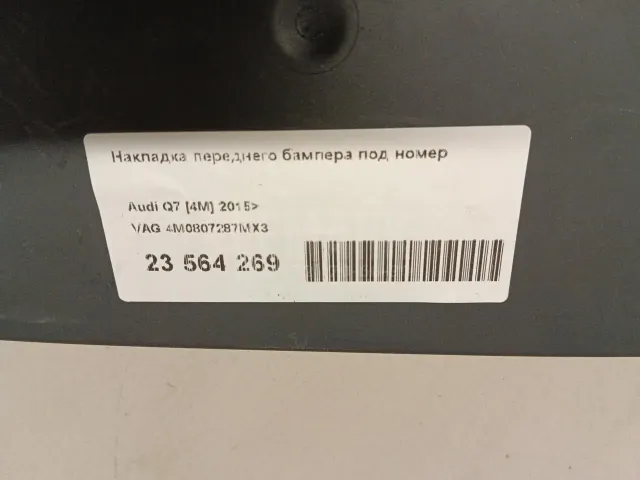 Накладка переднего бампера под номер
Audi Q7 [4M] 2015>
VAG 4M0807287MX3
23 564 269